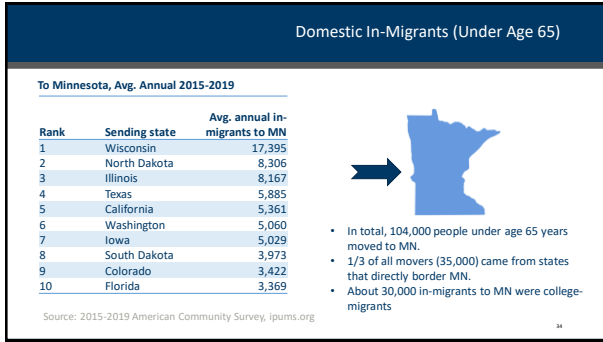 Domestic In-Migrants (Under Age 65)
To Minnesota, Avg. Annual 2015-2019
Avg. annual in-
Rank Sending state migrants to MN
1 Wisconsin 17,395
2 North Dakota 8,306
3 Illinois 8,167
4 Texas 5,885
5 California 5,361
6 Washington 5,060
7 Iowa 5,029
8 South Dakota 3,973
9 Colorado 3,422
10 Florida 3,369
• In total, 104,000 people under age 65 years
moved to MN.
• 1/3 of all movers (35,000) came from states
that directly border MN.
• About 30,000 in-migrants to MN were college-
migrants
Source: 2015-2019 American Community Survey, ipums.org
34